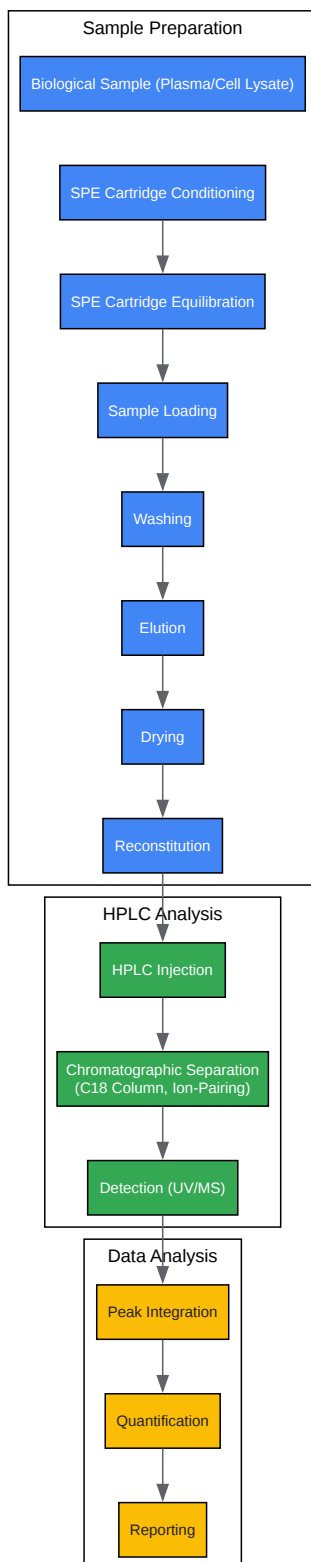 Sample Preparation
Biological Sample (Plasma/Cell Lysate)
SPE Cartridge Conditioning
SPE Cartridge Equilibration
Sample Loading
Washing
Elution
Drying
Reconstitution
HPLC Analysis
HPLC Injection
Chromatographic Separation
(C18 Column, Ion-Pairing)
Detection (UV/MS)
Data Analysis
Peak Integration
Quantification
Reporting